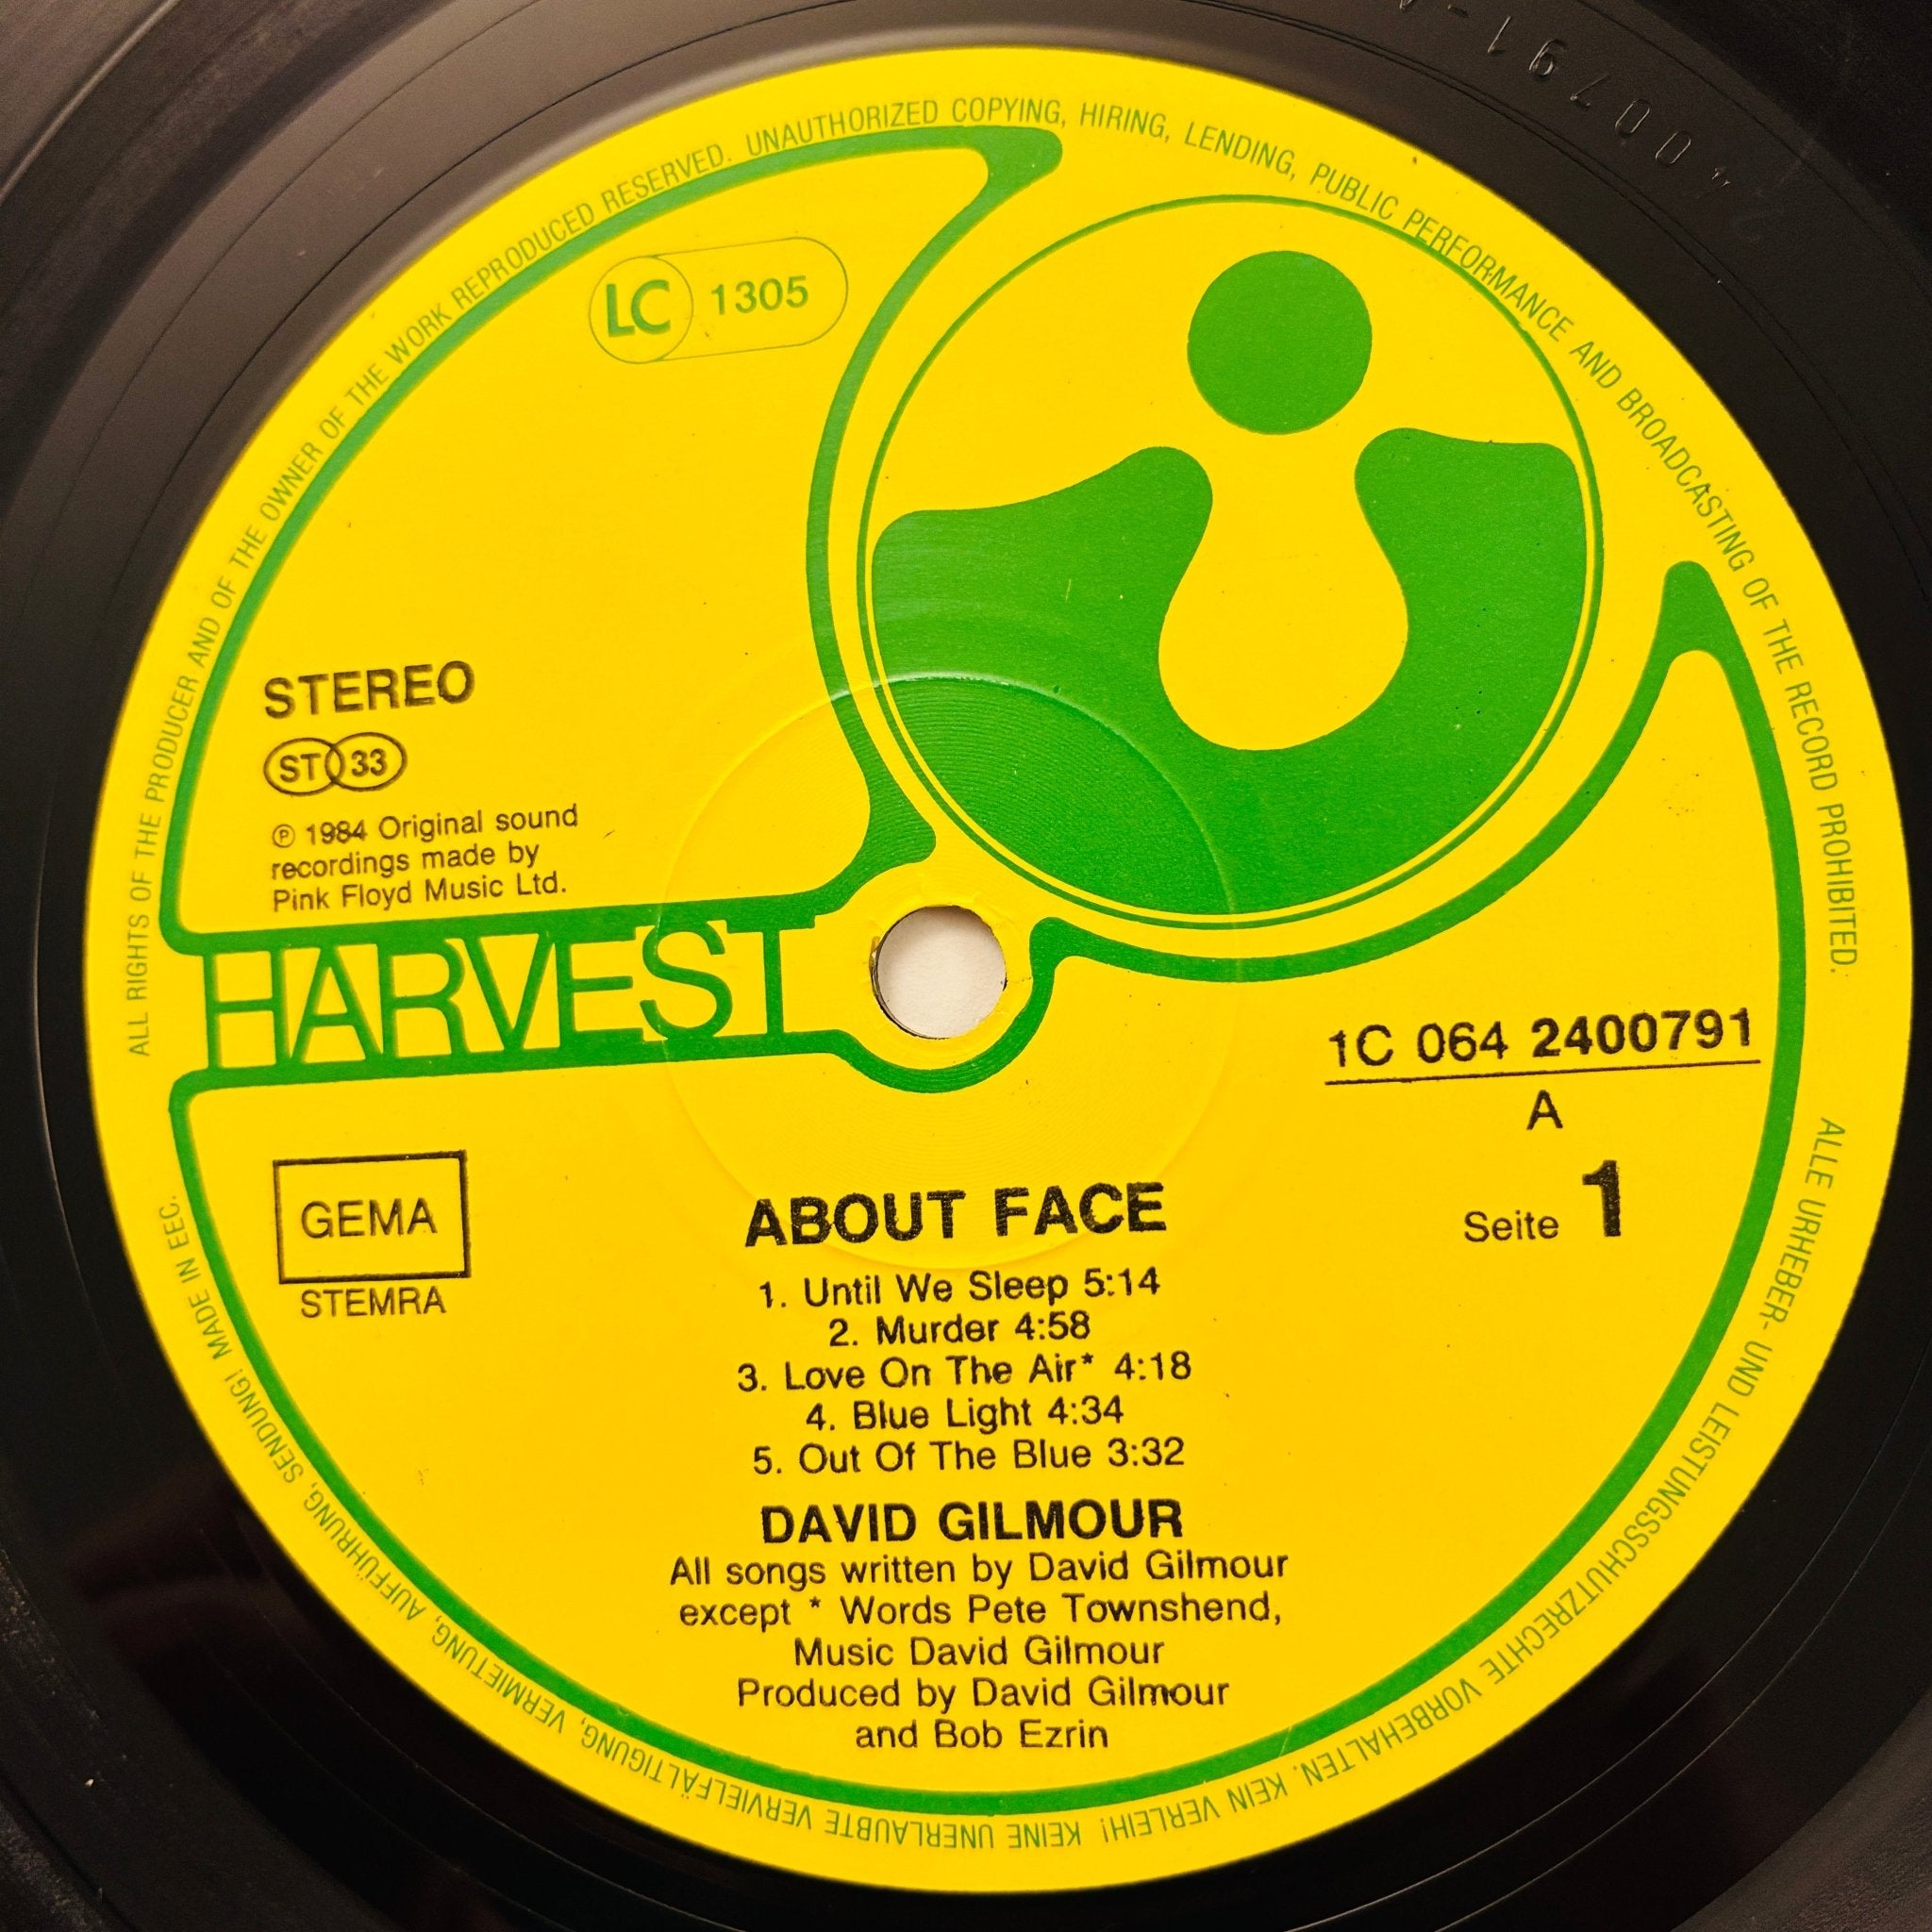 ALL RIGHTS OF THE PRODUCER AND OF THE OWNER OF THE WORK REPRODUCED RESERVED. UNAUTHORIZED COPYING, HIRING, LENDING, PUBLIC PERFORMANCE AND BROADCASTING OF THE RECORD PROHIBITED.
LC 1305
STEREO
ST 33
℗ 1984 Original sound
recordings made by
Pink Floyd Music Ltd.
HARVEST
1C 064 2400791
A
Seite 1
GEMA
STEMRA
ABOUT FACE
1. Until We Sleep 5:14
2. Murder 4:58
3. Love On The Air* 4:18
4. Blue Light 4:34
5. Out Of The Blue 3:32
DAVID GILMOUR
All songs written by David Gilmour
except * Words Pete Townshend,
Music David Gilmour
Produced by David Gilmour
and Bob Ezrin
ALLE URHEBER- UND LEISTUNGSSCHUTZRECHTE VORBEHALTEN. KEIN VERLEIH! KEINE UNERLAUBTE VERVIELFÄLTIGUNG, VERMIETUNG, AUFFÜHRUNG, SENDUNG! MADE IN EEC.